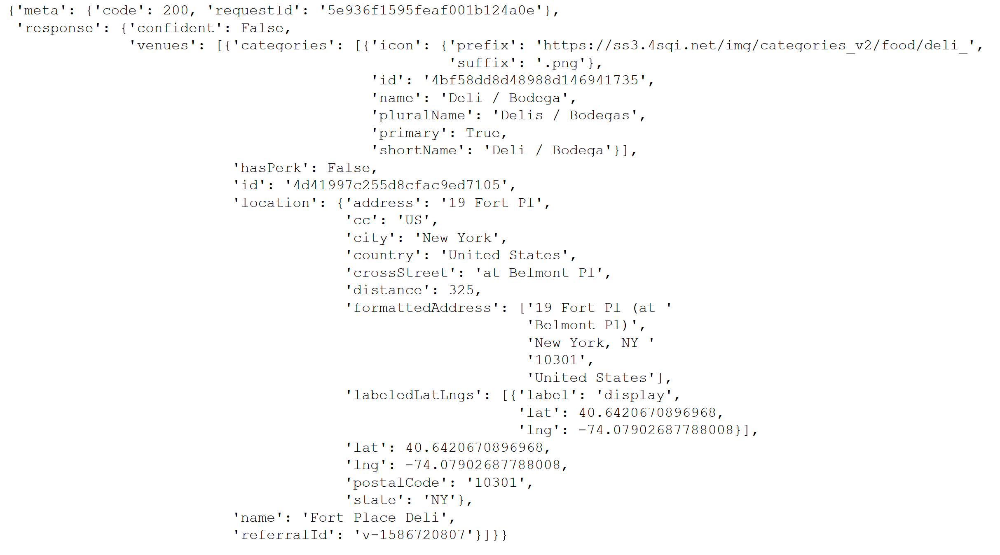 {'meta': {'code': 200, 'requestId': '5e936f1595feaf001b124a0e'},
 'response': {'confident': False,
              'venues': [{'categories': [{'icon': {'prefix': 'https://ss3.4sqi.net/img/categories_v2/food/deli_',
                                                   'suffix': '.png'},
                                          'id': '4bf58dd8d48988d146941735',
                                          'name': 'Deli / Bodega',
                                          'pluralName': 'Delis / Bodegas',
                                          'primary': True,
                                          'shortName': 'Deli / Bodega'}],
                          'hasPerk': False,
                          'id': '4d41997c255d8cfac9ed7105',
                          'location': {'address': '19 Fort Pl',
                                       'cc': 'US',
                                       'city': 'New York',
                                       'country': 'United States',
                                       'crossStreet': 'at Belmont Pl',
                                       'distance': 325,
                                       'formattedAddress': ['19 Fort Pl (at '
                                                            'Belmont Pl)',
                                                            'New York, NY '
                                                            '10301',
                                                            'United States'],
                                       'labeledLatLngs': [{'label': 'display',
                                                           'lat': 40.6420670896968,
                                                           'lng': -74.07902687788008}],
                                       'lat': 40.6420670896968,
                                       'lng': -74.07902687788008,
                                       'postalCode': '10301',
                                       'state': 'NY'},
                          'name': 'Fort Place Deli',
                          'referralId': 'v-1586720807'}]}}